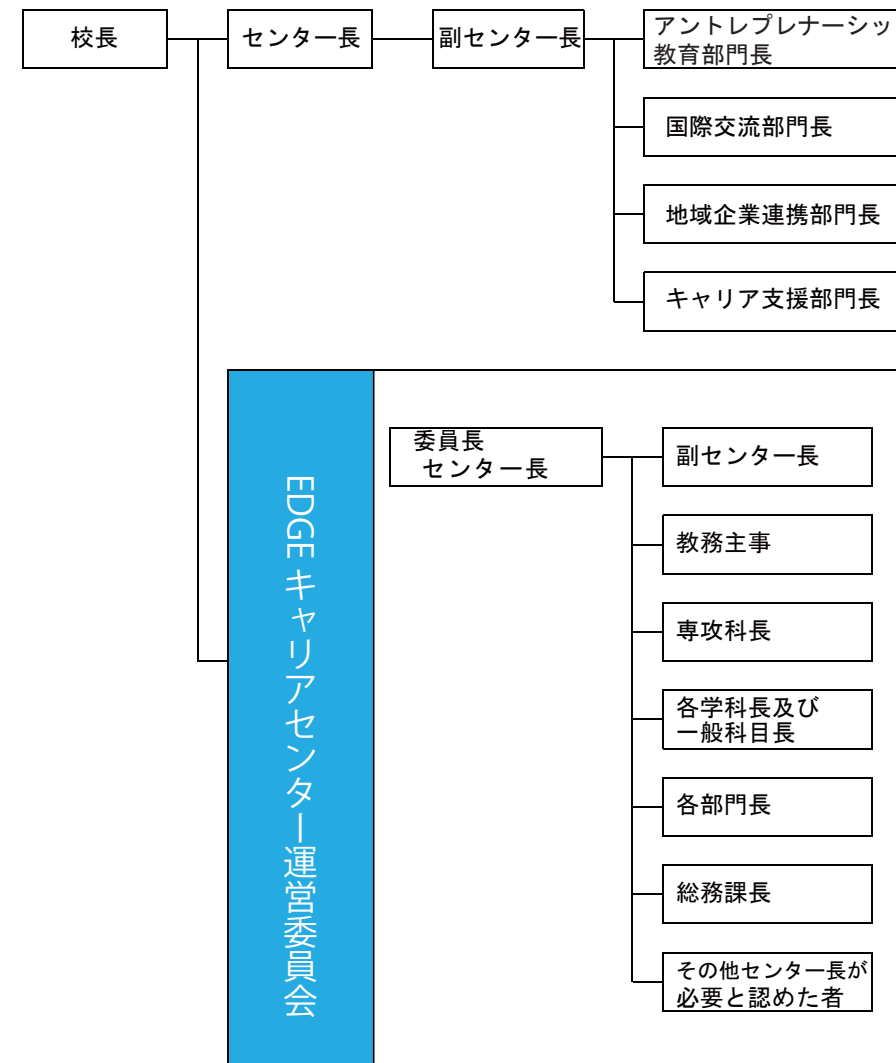 校長
センター長
副センター長
アントレプレナーシッ
教育部門長
国際交流部門長
地域企業連携部門長
キャリア支援部門長
EDGE キャリアセンター運営委員会
委員長
センター長
副センター長
教務主事
専攻科長
各学科長及び
一般科目長
各部門長
総務課長
その他センター長が
必要と認めた者